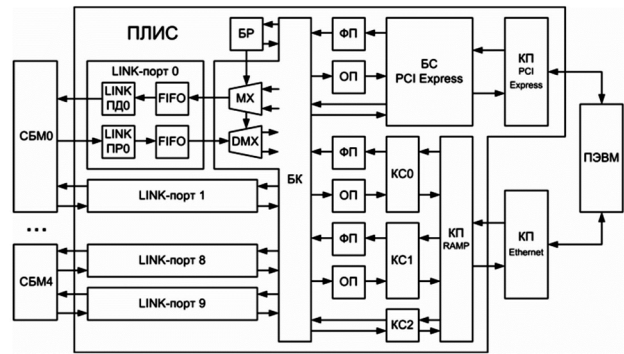 ПЛИС
БР
ФП
ОП
БС
PCI Express
КП
PCI
Express
LINK-порт 0
LINK
ПД0
FIFO
MX
СБМ0
LINK
ПР0
FIFO
DMX
БК
ПЭВМ
ФП
ОП
КС0
LINK-порт 1
КП
RAMP
КП
Ethernet
...
ФП
ОП
КС1
LINK-порт 8
СБМ4
LINK-порт 9
КС2